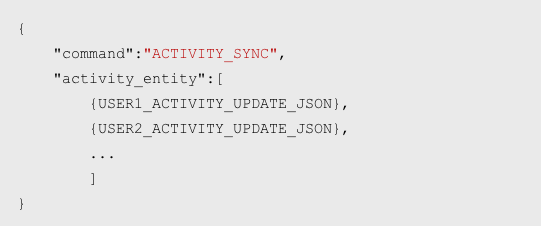 {
"command":"ACTIVITY_SYNC",
"activity_entity":[
{USER1_ACTIVITY_UPDATE_JSON},
{USER2_ACTIVITY_UPDATE_JSON},
...
]
}